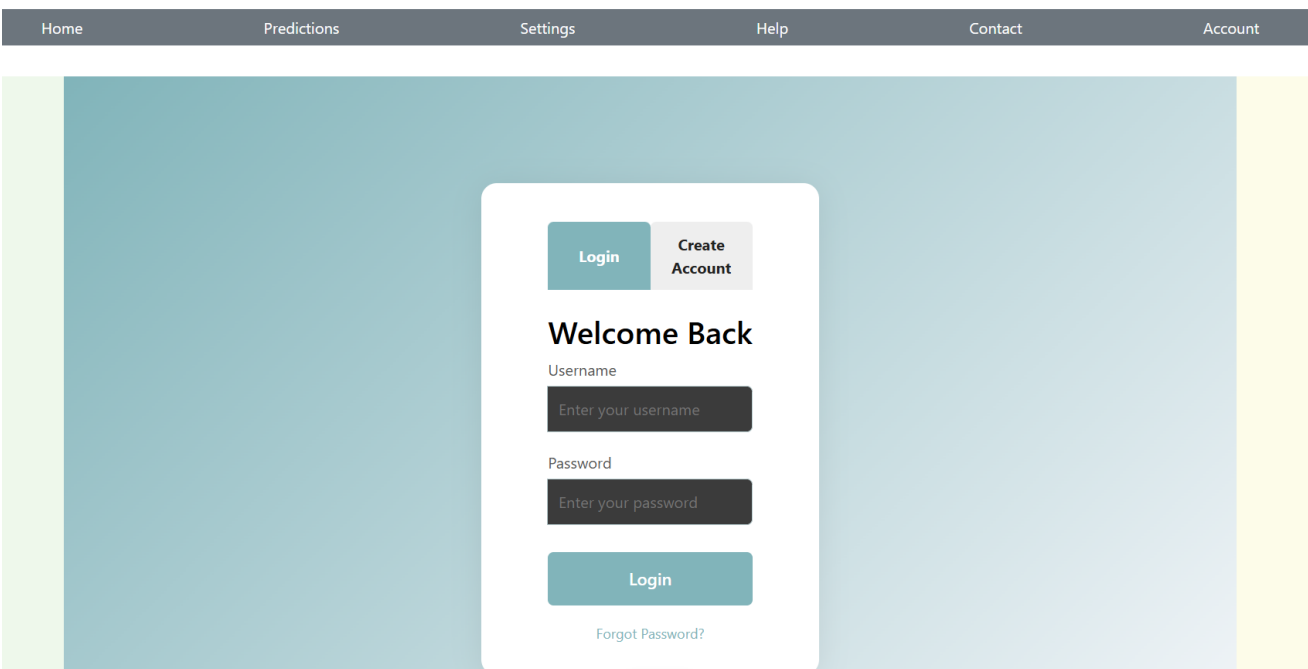 Home Predictions Settings Help Contact Account
Login
Create
Account
Welcome Back
Username
Enter your username
Password
Enter your password
Login
Forgot Password?